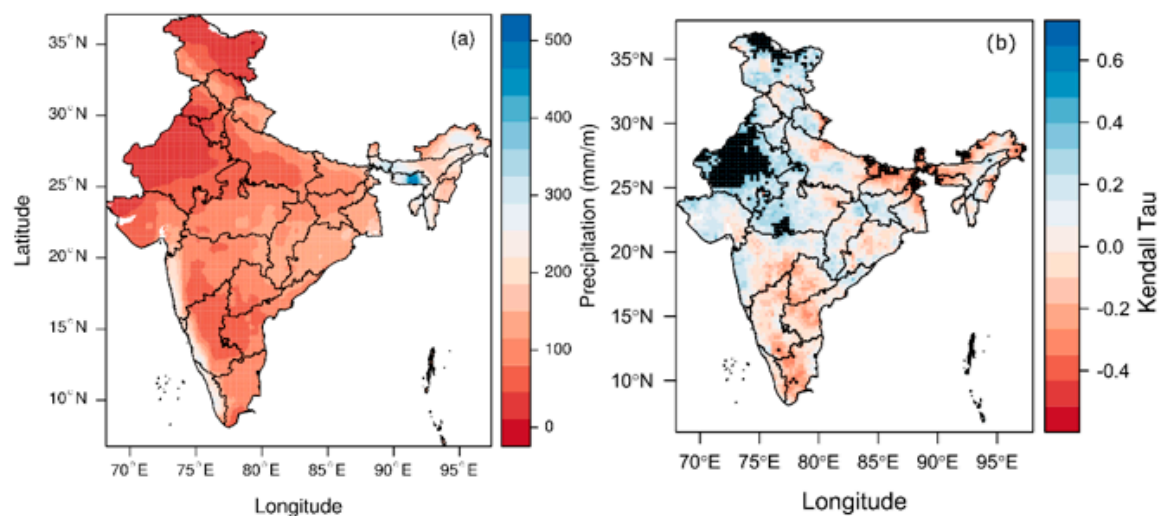 (a)
35°N
30°N
25°N
20°N
15°N
10°N
Latitude
70°E 75°E 80°E 85°E 90°E 95°E
Longitude
500
400
300
200
100
0
Precipitation (mm/m)
(b)
35°N
30°N
25°N
20°N
15°N
10°N
70°E 75°E 80°E 85°E 90°E 95°E
Longitude
0.6
0.4
0.2
0.0
-0.2
-0.4
Kendall Tau